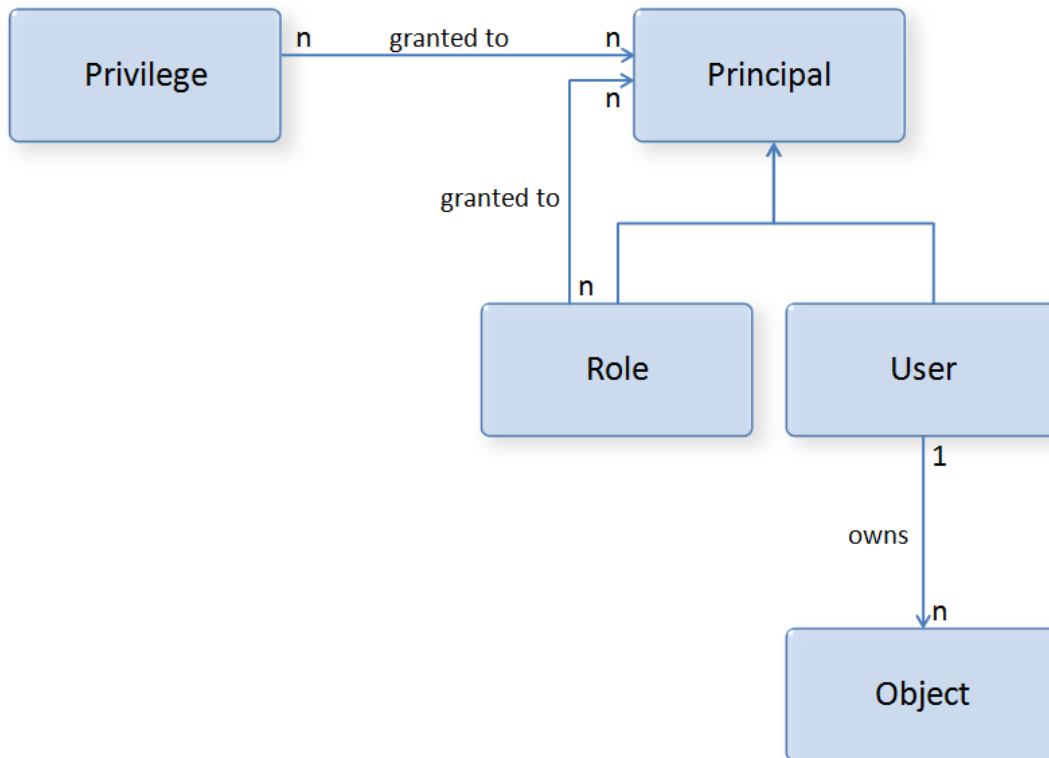 n granted to n
Privilege
Principal
n
granted to
n
Role
User
1
owns
n
Object